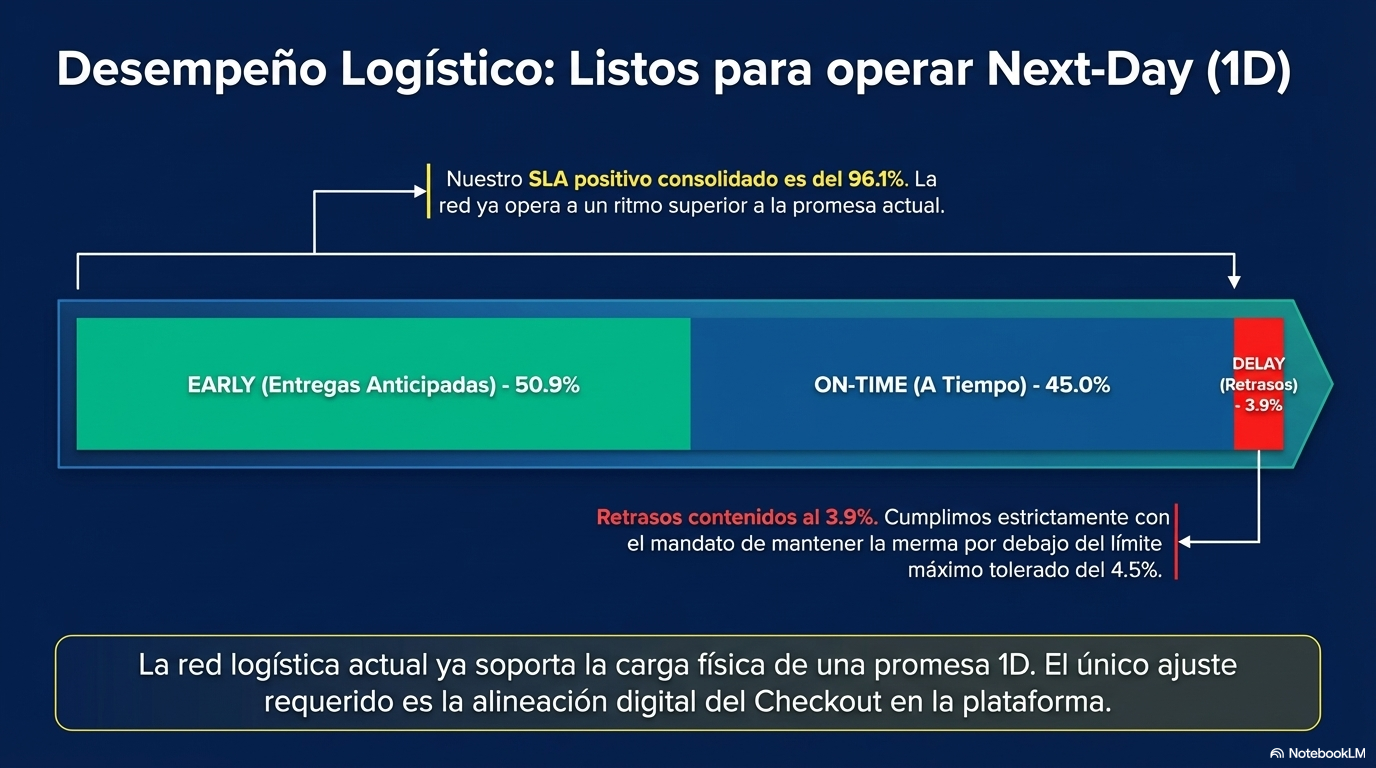 Desempeño Logístico: Listos para operar Next-Day (1D)
Nuestro SLA positivo consolidado es del 96.1%. La
red ya opera a un ritmo superior a la promesa actual.
EARLY (Entregas Anticipadas) - 50.9%
ON-TIME (A Tiempo) - 45.0%
DELAY
(Retrasos)
- 3.9%
Retrasos contenidos al 3.9%. Cumplimos estrictamente con
el mandato de mantener la merma por debajo del límite
máximo tolerado del 4.5%.
La red logística actual ya soporta la carga física de una promesa 1D. El único ajuste
requerido es la alineación digital del Checkout en la plataforma.
NotebookLM